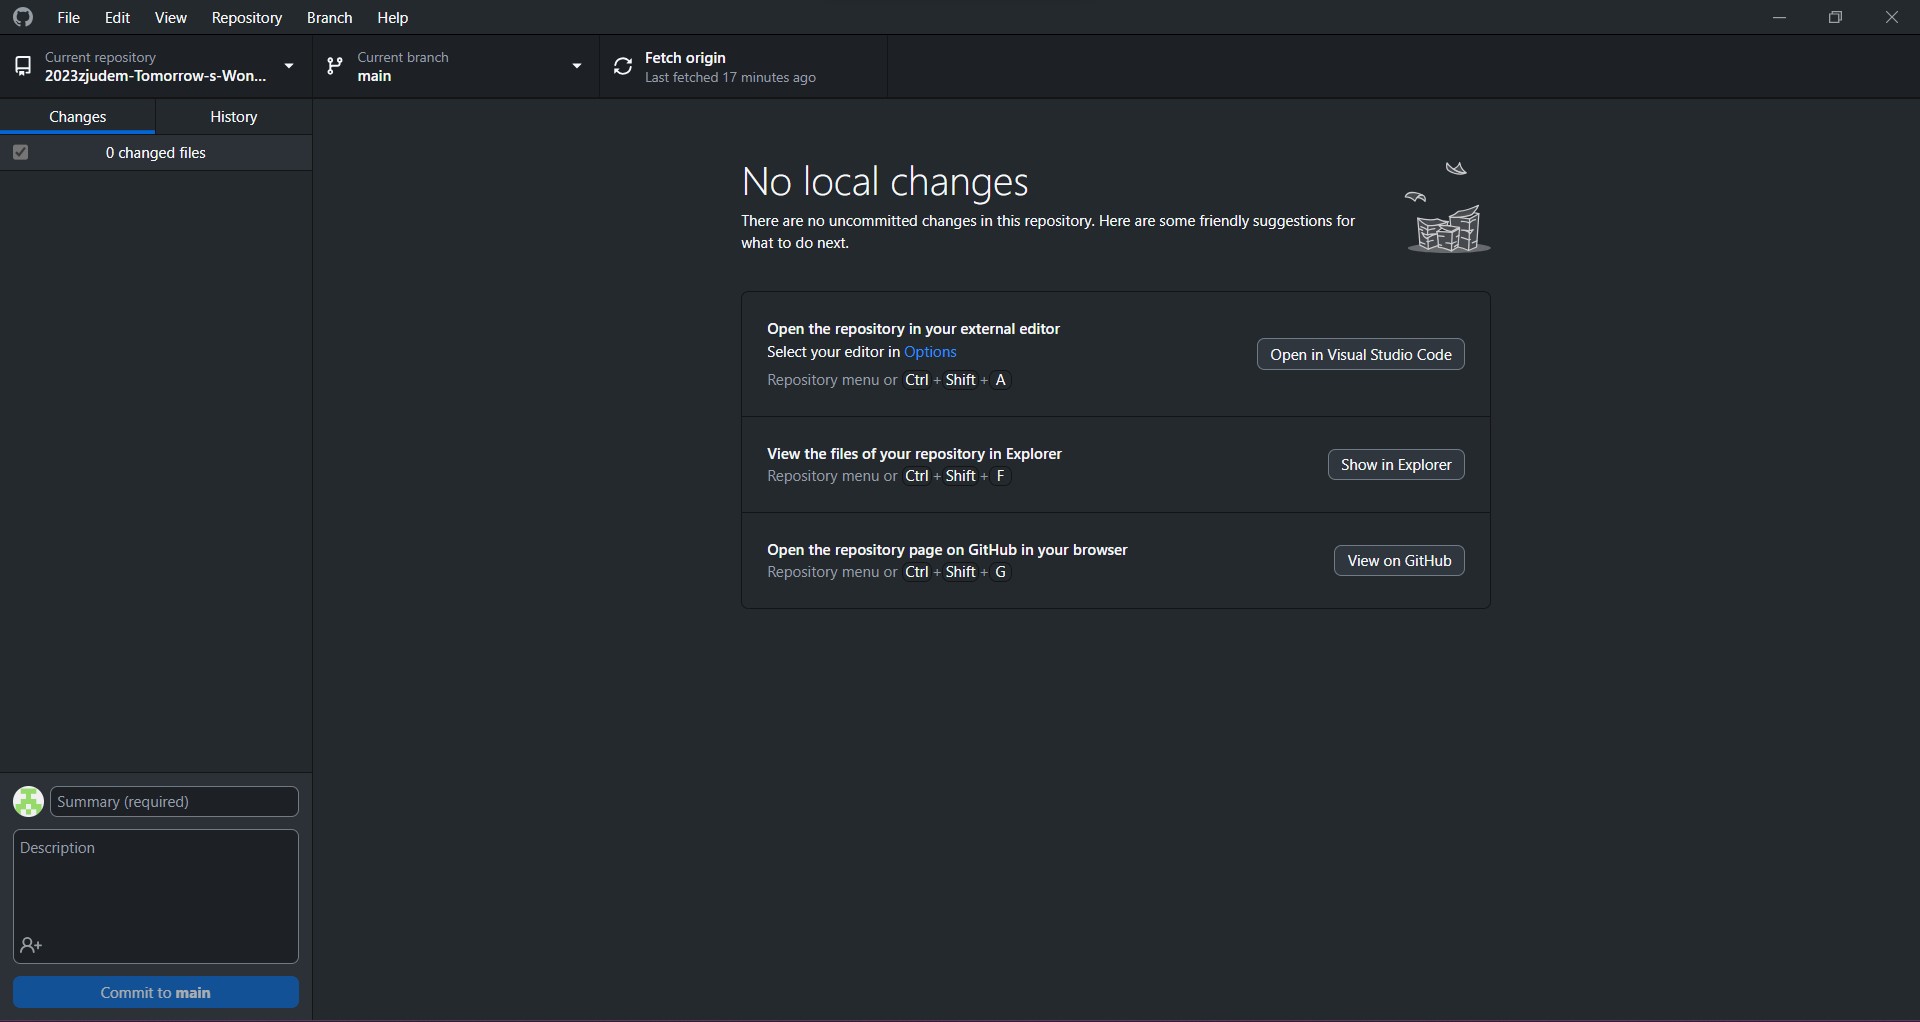 File Edit View Repository Branch Help
Current repository
2023zjudem-Tomorrow-s-Won...
Current branch
main
Fetch origin
Last fetched 17 minutes ago
Changes
History
0 changed files
No local changes
There are no uncommitted changes in this repository. Here are some friendly suggestions for
what to do next.
Open the repository in your external editor
Select your editor in Options
Repository menu or Ctrl + Shift + A
Open in Visual Studio Code
View the files of your repository in Explorer
Repository menu or Ctrl + Shift + F
Show in Explorer
Open the repository page on GitHub in your browser
Repository menu or Ctrl + Shift + G
View on GitHub
Summary (required)
Description
Commit to main